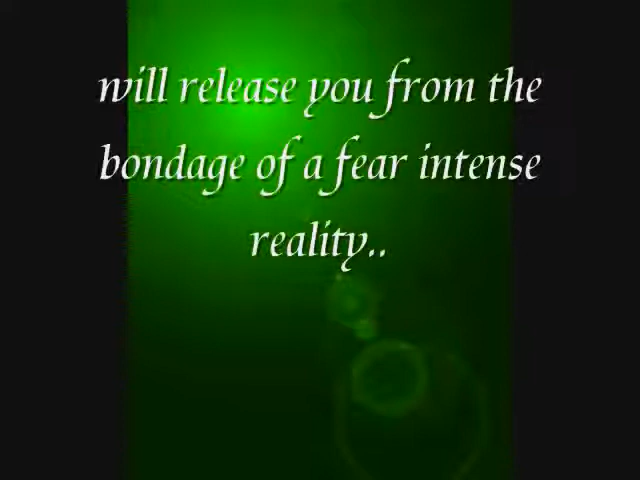 will release you from the
bondage of a fear intense
reality..